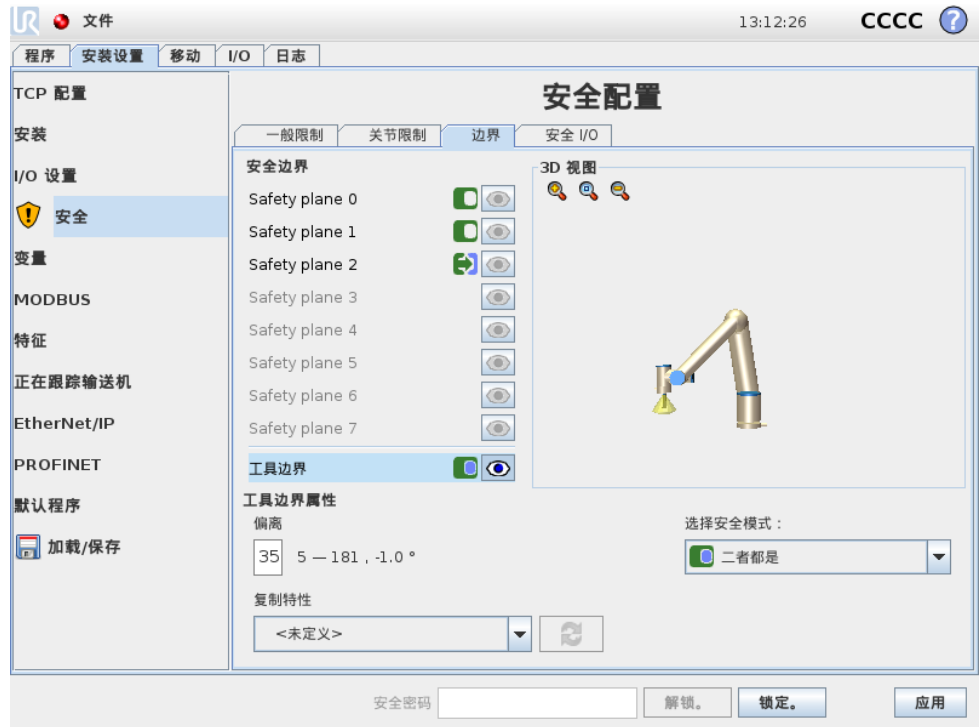 UR 文件 13:12:26 CCCC ?
程序 安装设置 移动 I/O 日志
TCP 配置
安装
I/O 设置
安全
变量
MODBUS
特征
正在跟踪输送机
EtherNet/IP
PROFINET
默认程序
加载/保存
安全配置
一般限制 关节限制 边界 安全 I/O
安全边界
Safety plane 0
Safety plane 1
Safety plane 2
Safety plane 3
Safety plane 4
Safety plane 5
Safety plane 6
Safety plane 7
工具边界
3D 视图
工具边界属性
偏离
35 5 — 181 , -1.0 °
选择安全模式：
二者都是
复制特性
<未定义>
安全密码 解锁。 锁定。 应用